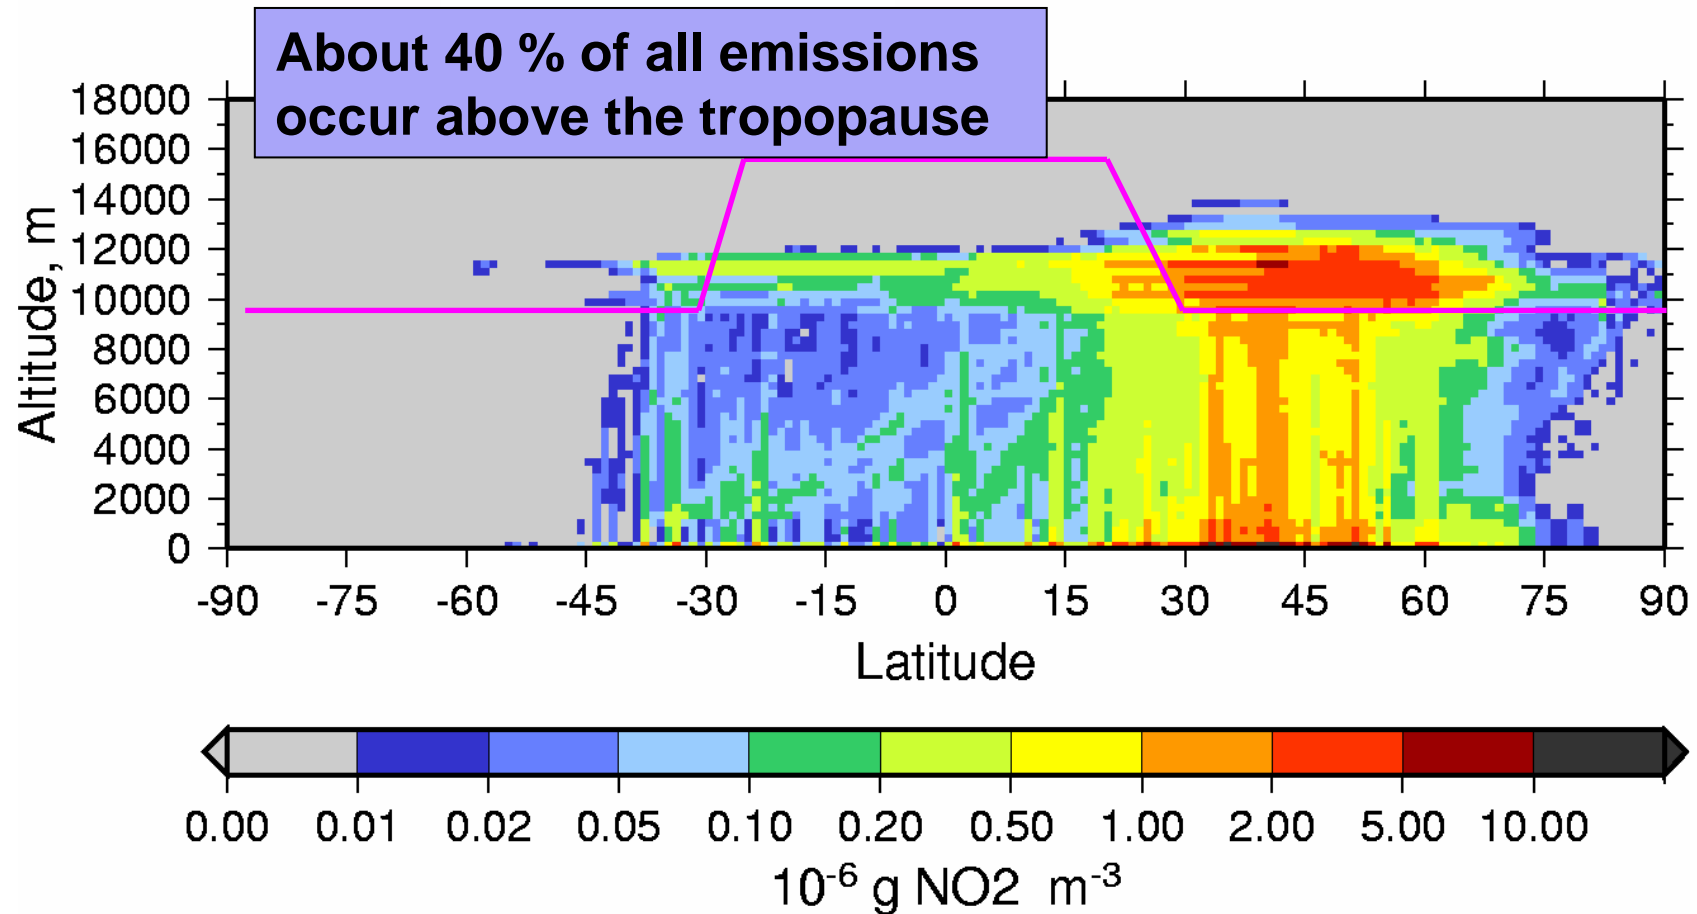 About 40 % of all emissions
occur above the tropopause
18000
16000
14000
12000
10000
8000
6000
4000
2000
0
Altitude, m
-90 -75 -60 -45 -30 -15 0 15 30 45 60 75 90
Latitude
0.00 0.01 0.02 0.05 0.10 0.20 0.50 1.00 2.00 5.00 10.00
10⁻⁶ g NO2 m⁻³